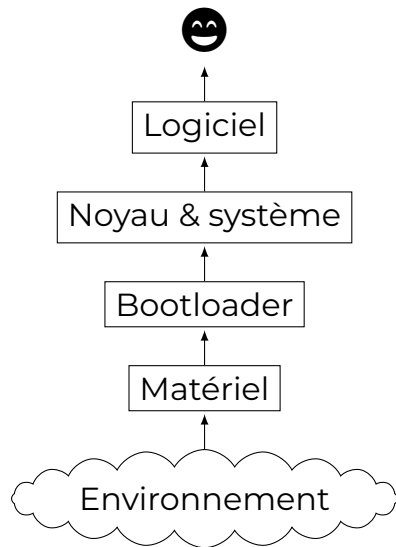 Logiciel
Noyau & système
Bootloader
Matériel
Environnement